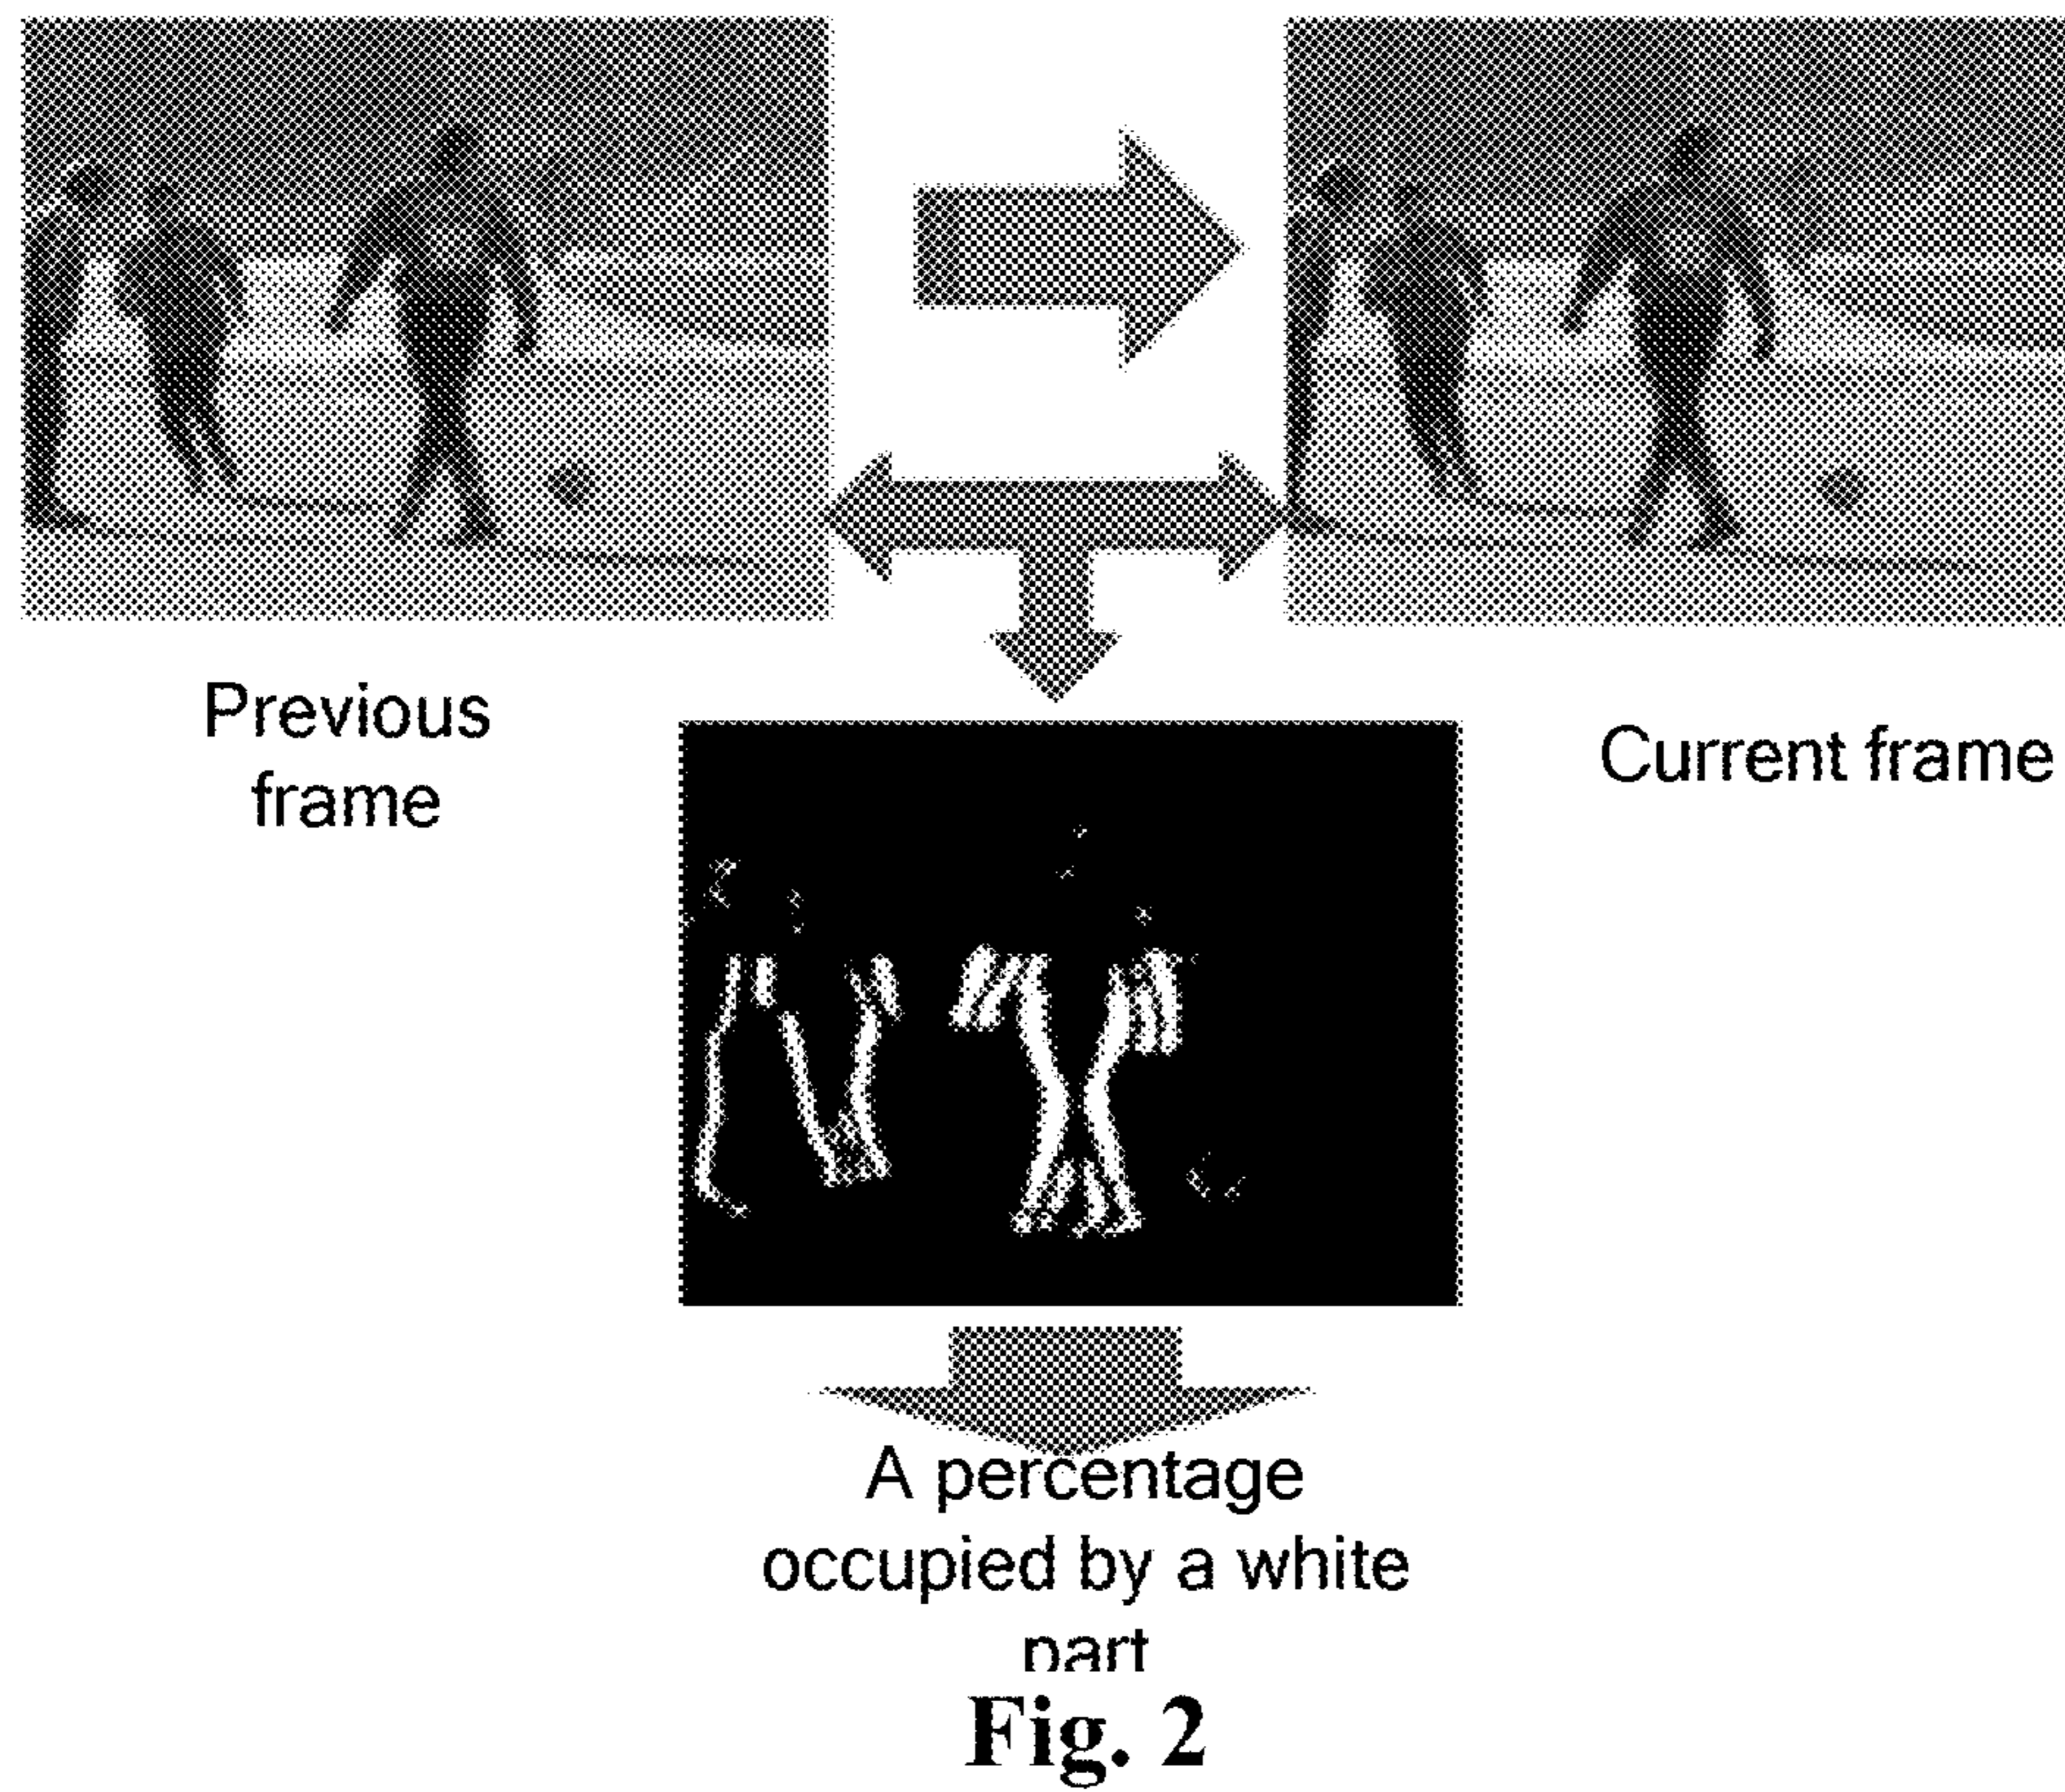 Previous
frame
Current frame
A percentage
occupied by a white
part
Fig. 2